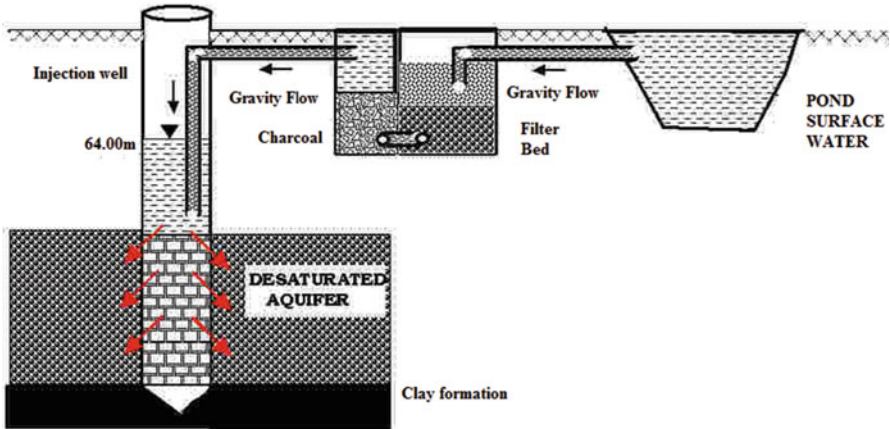 Injection well
Gravity Flow
Gravity Flow
POND
SURFACE
WATER
Charcoal
Filter
Bed
64.00m
DESATURATED
AQUIFER
Clay formation